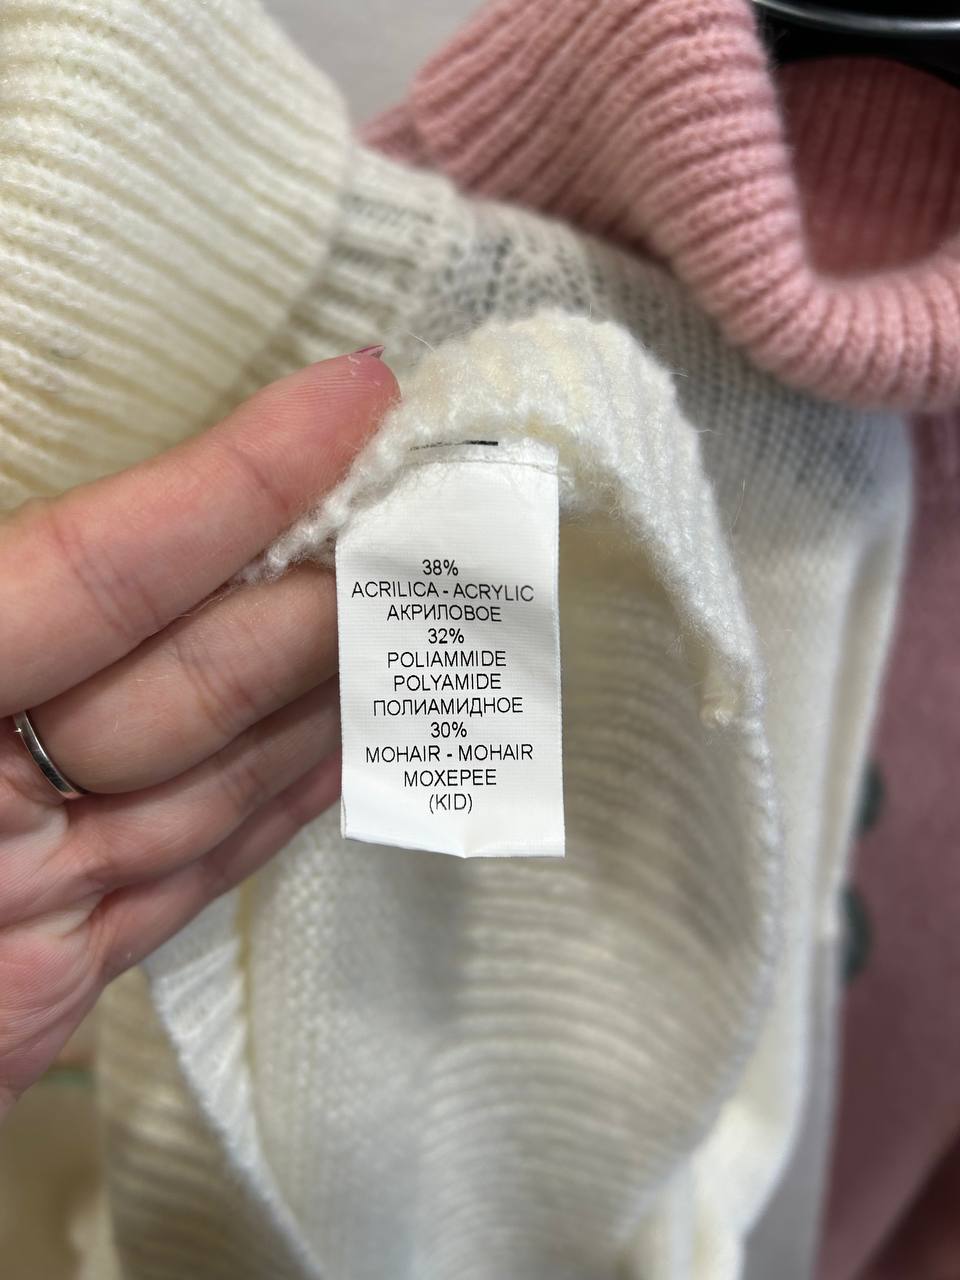 38%
ACRILICA - ACRYLIC
АКРИЛОВОЕ
32%
POLIAMMIDE
POLYAMIDE
ПОЛИАМИДНОЕ
30%
MOHAIR - MOHAIR
МОХЕРЕЕ
(KID)